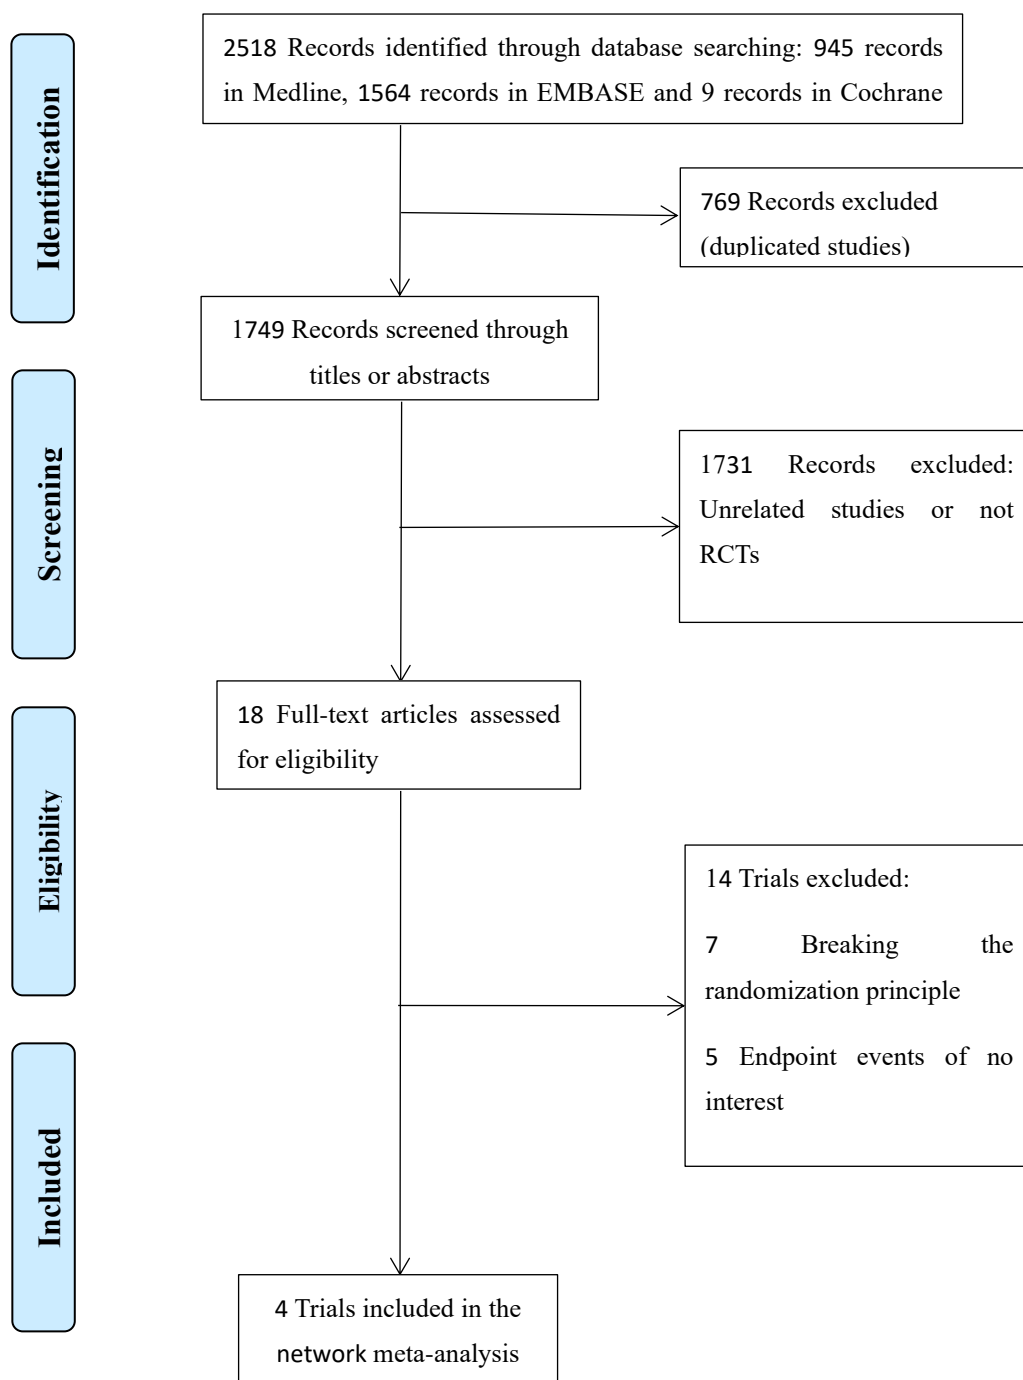 Identification
2518 Records identified through database searching: 945 records
in Medline, 1564 records in EMBASE and 9 records in Cochrane
769 Records excluded
(duplicated studies)
1749 Records screened through
titles or abstracts
Screening
1731 Records excluded:
Unrelated studies or not
RCTs
18 Full-text articles assessed
for eligibility
Eligibility
14 Trials excluded:
7 Breaking the
randomization principle
5 Endpoint events of no
interest
Included
4 Trials included in the
network meta-analysis